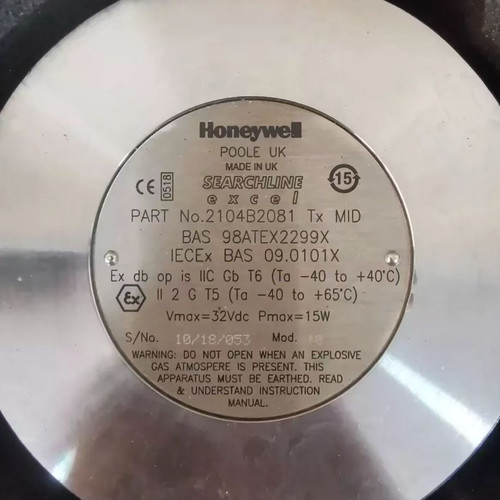 Honeywell
POOLE UK
MADE IN UK
CE 0518
SEARCHLINE
excel
15
PART No.2104B2081 Tx MID
BAS 98ATEX2299X
IECEx BAS 09.0101X
Ex db op is IIC Gb T6 (Ta -40 to +40°C)
Ex II 2 G T5 (Ta -40 to +65°C)
Vmax=32Vdc Pmax=15W
S/No. 10/18/053 Mod.
WARNING: DO NOT OPEN WHEN AN EXPLOSIVE
GAS ATMOSPERE IS PRESENT. THIS
APPARATUS MUST BE EARTHED. READ
& UNDERSTAND INSTRUCTION
MANUAL.